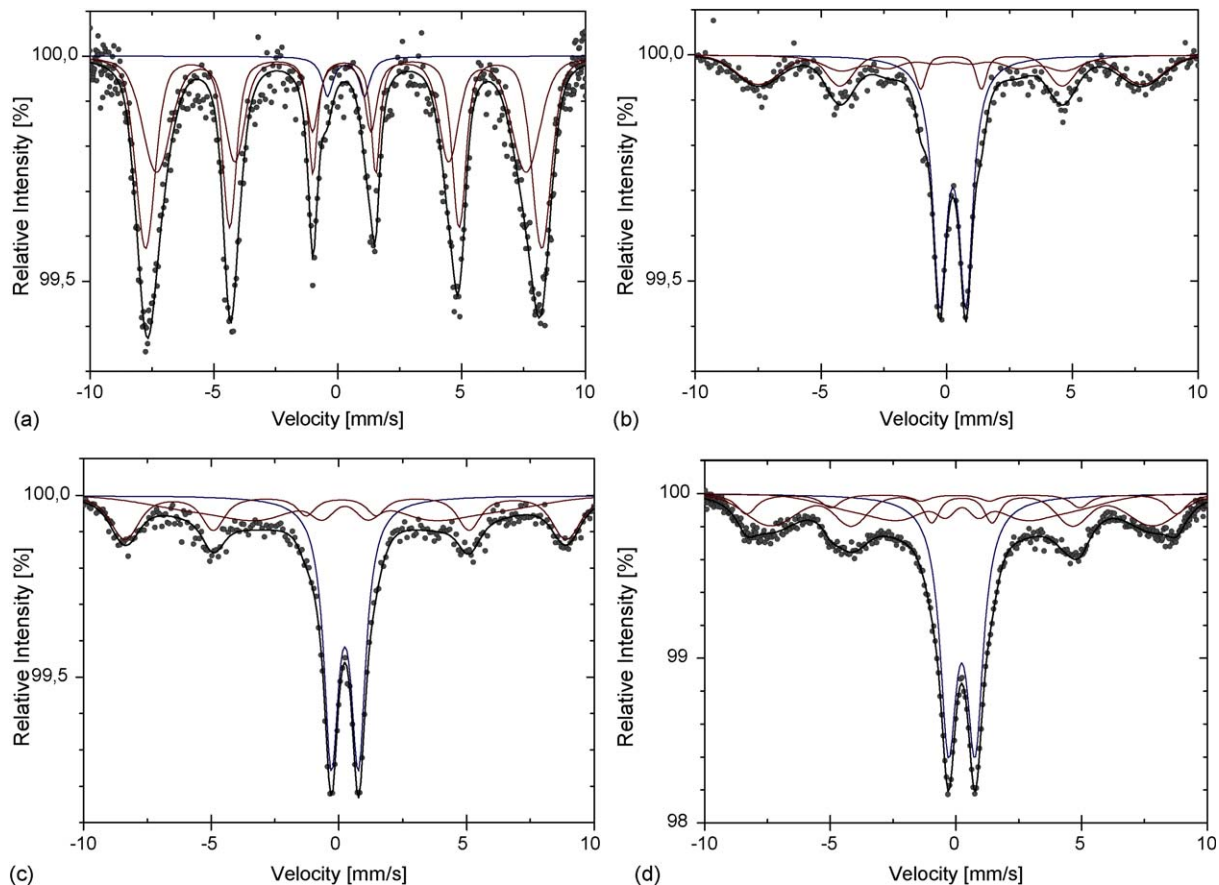 100,0
99,5
Relative Intensity [%]
-10 -5 0 5 10
Velocity [mm/s]
(a)
100,0
99,5
Relative Intensity [%]
-10 -5 0 5 10
Velocity [mm/s]
(b)
100,0
99,5
Relative Intensity [%]
-10 -5 0 5 10
Velocity [mm/s]
(c)
100
99
98
Relative Intensity [%]
-10 -5 0 5 10
Velocity [mm/s]
(d)